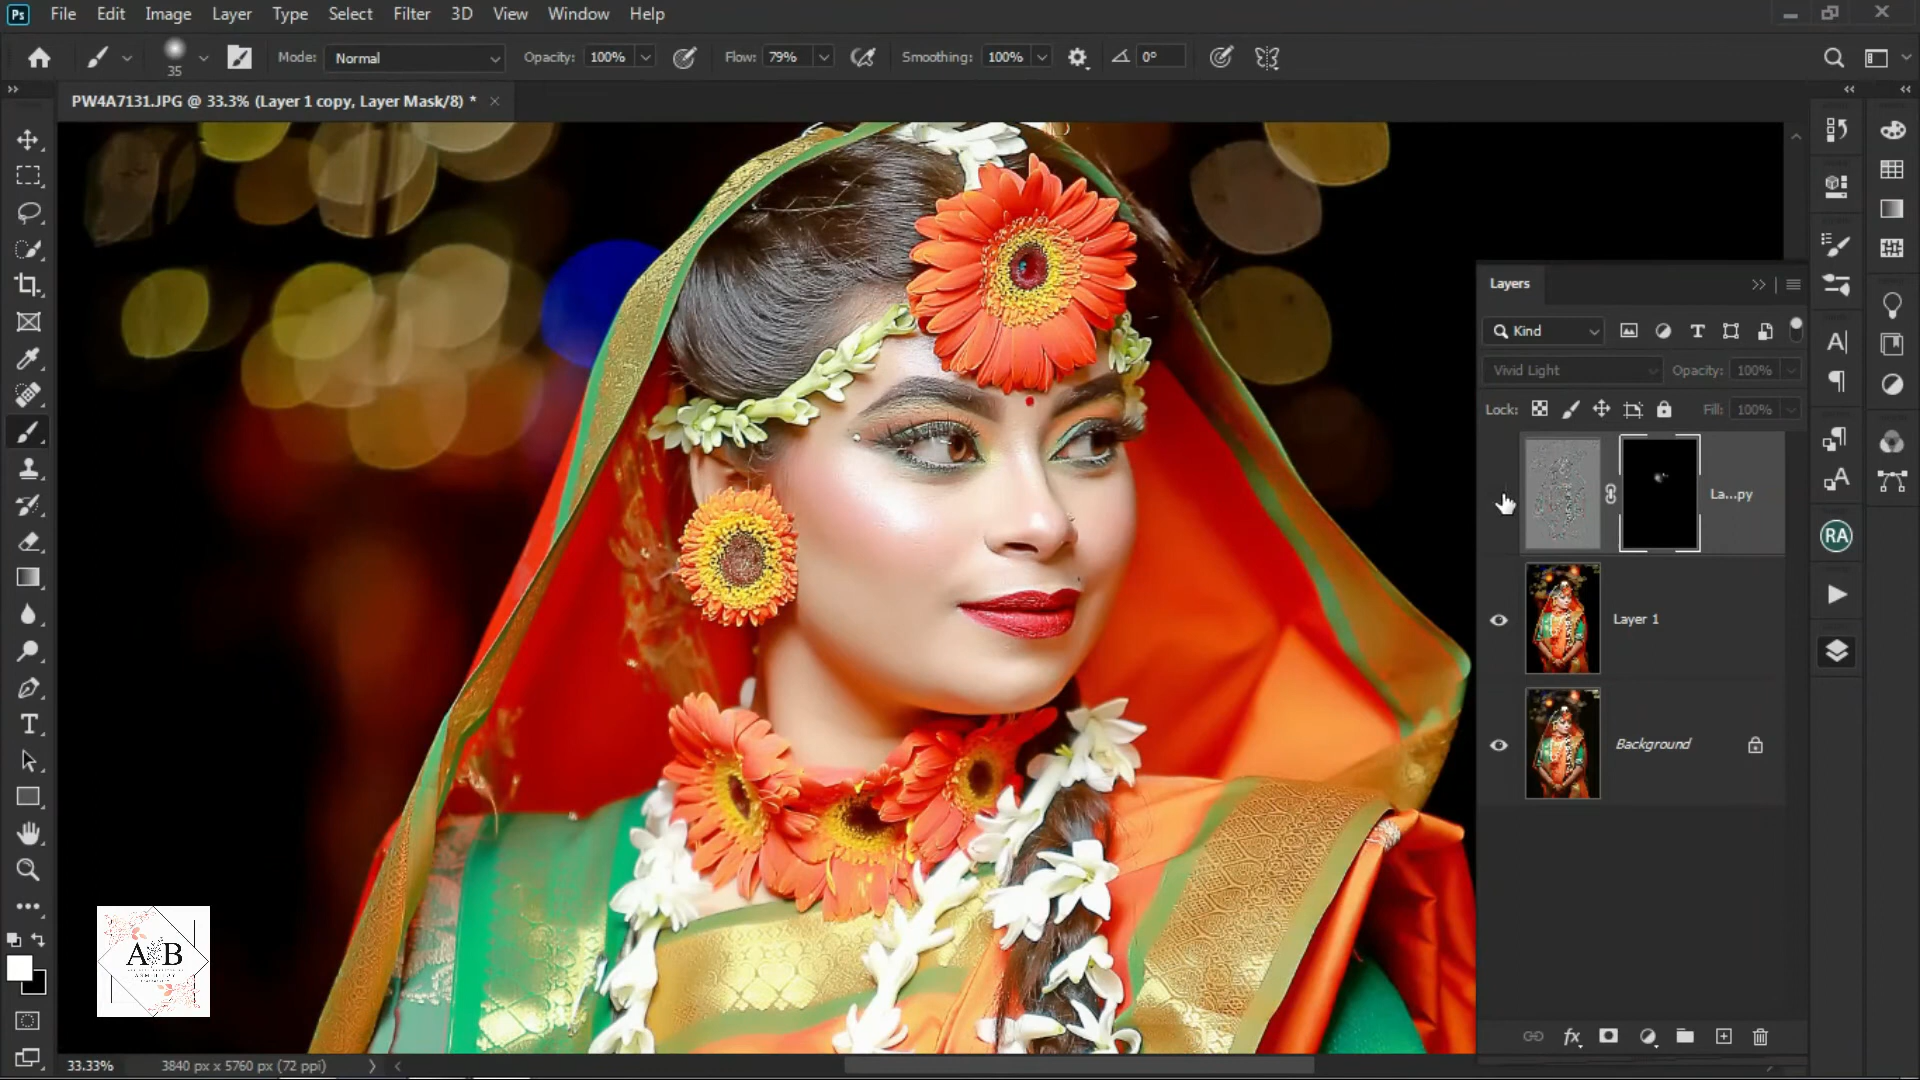 Ps File Edit Image Layer Type Select Filter 3D View Window Help
35 Mode: Normal Opacity: 100% Flow: 79% Smoothing: 100% 0°
PW4A7131.JPG @ 33.3% (Layer 1 copy, Layer Mask/8) *
Layers
Kind
Vivid Light Opacity: 100%
Lock: Fill: 100%
La...py
RA
Layer 1
Background
A B
fx
33.33% 3840 px x 5760 px (72 ppi)